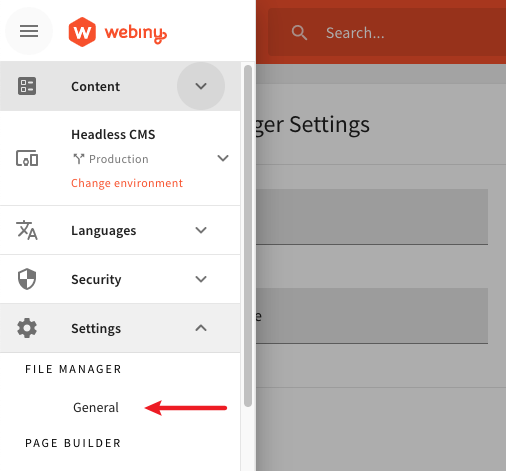 webiny
Search...
Content
Headless CMS
Production
Change environment
ger Settings
Languages
Security
e
Settings
FILE MANAGER
General
PAGE BUILDER